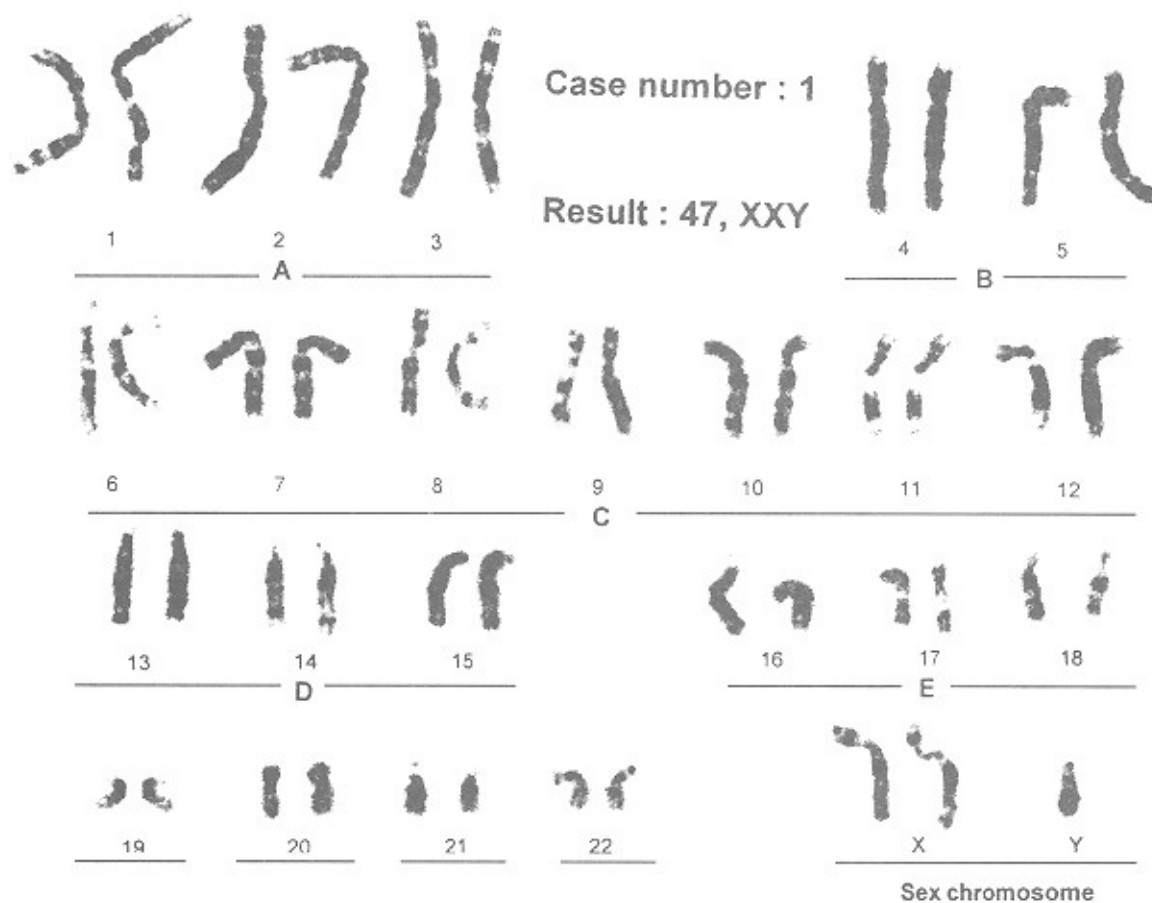 Case number : 1
Result : 47, XXY
1 2 3
A
4 5
B
6 7 8 9 10 11 12
C
13 14 15
D
16 17 18
E
19 20 21 22
X Y
Sex chromosome